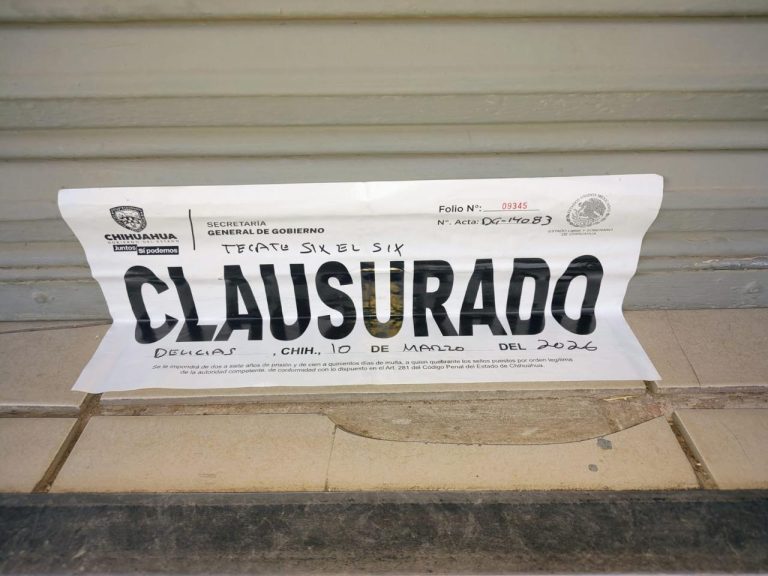 CHIHUAHUA
GOBIERNO DEL ESTADO
Juntos Sí podemos
SECRETARÍA
GENERAL DE GOBIERNO
Folio Nº: 09345
Nº. Acta: DG-14083
TECATE SIX EL SIX
CLAUSURADO
DELICIAS , CHIH., 10 DE MARZO DEL 2026
Se le impondrá de dos a siete años de prisión y de cien a quinientos días de multa, a quien quebrante los sellos puestos por orden legítima
de la autoridad competente, de conformidad con lo dispuesto en el Art. 281 del Código Penal del Estado de Chihuahua.